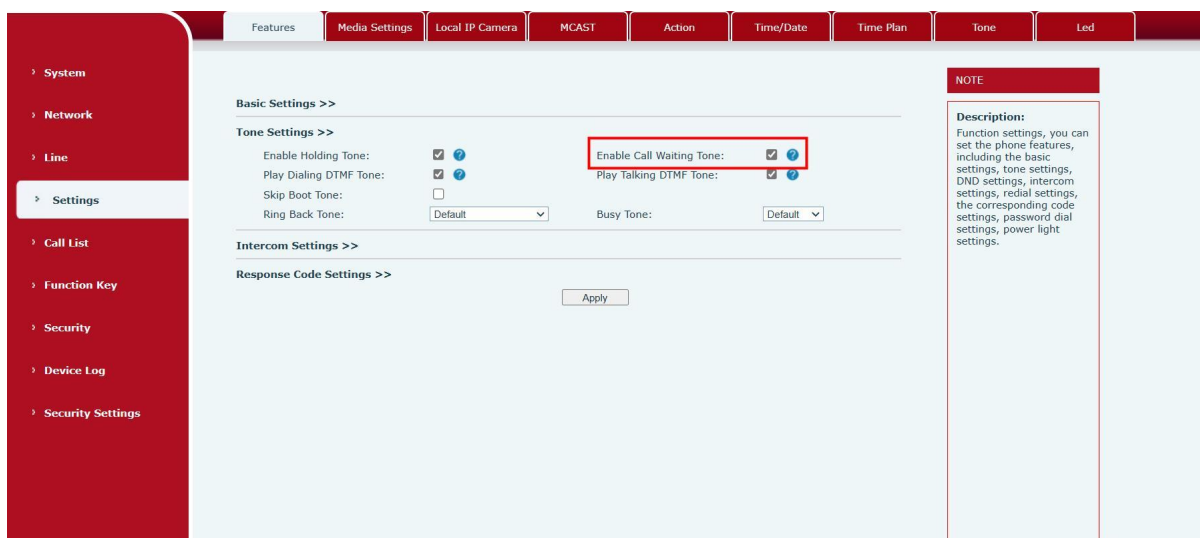 Features Media Settings Local IP Camera MCAST Action Time/Date Time Plan Tone Led
System
Network
Line
Settings
Call List
Function Key
Security
Device Log
Security Settings
Basic Settings >>
Tone Settings >>
Enable Holding Tone: Enable Call Waiting Tone:
Play Dialing DTMF Tone: Play Talking DTMF Tone:
Skip Boot Tone:
Ring Back Tone: Default Busy Tone: Default
Intercom Settings >>
Response Code Settings >>
Apply
NOTE
Description:
Function settings, you can
set the phone features,
including the basic
settings, tone settings,
DND settings, intercom
settings, redial settings,
the corresponding code
settings, password dial
settings, power light
settings.